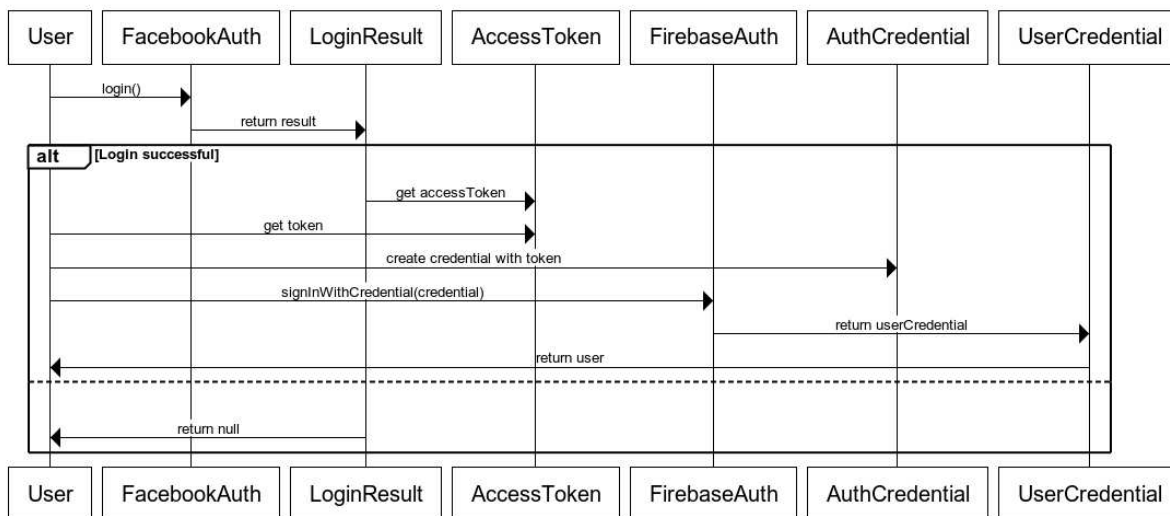 User FacebookAuth LoginResult AccessToken FirebaseAuth AuthCredential UserCredential
login()
return result
alt [Login successful]
get accessToken
get token
create credential with token
signInWithCredential(credential)
return userCredential
return user
return null
User FacebookAuth LoginResult AccessToken FirebaseAuth AuthCredential UserCredential